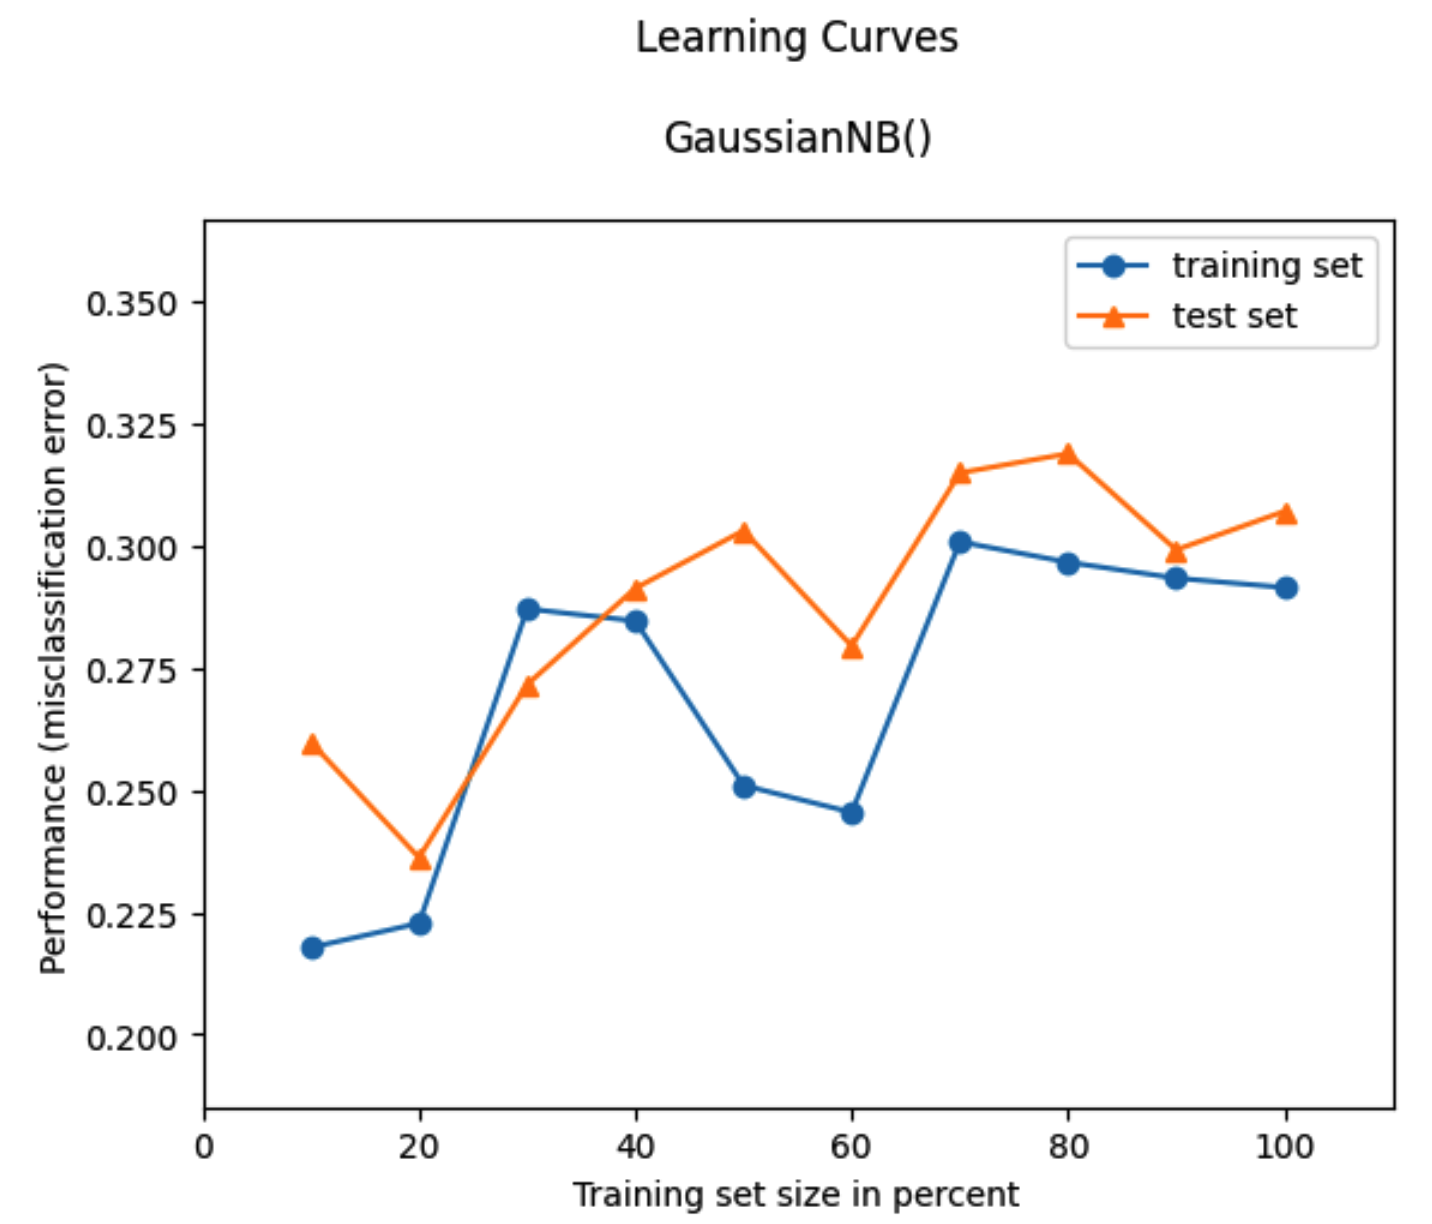 Learning Curves
GaussianNB()
training set
test set
Performance (misclassification error)
0.350
0.325
0.300
0.275
0.250
0.225
0.200
0 20 40 60 80 100
Training set size in percent